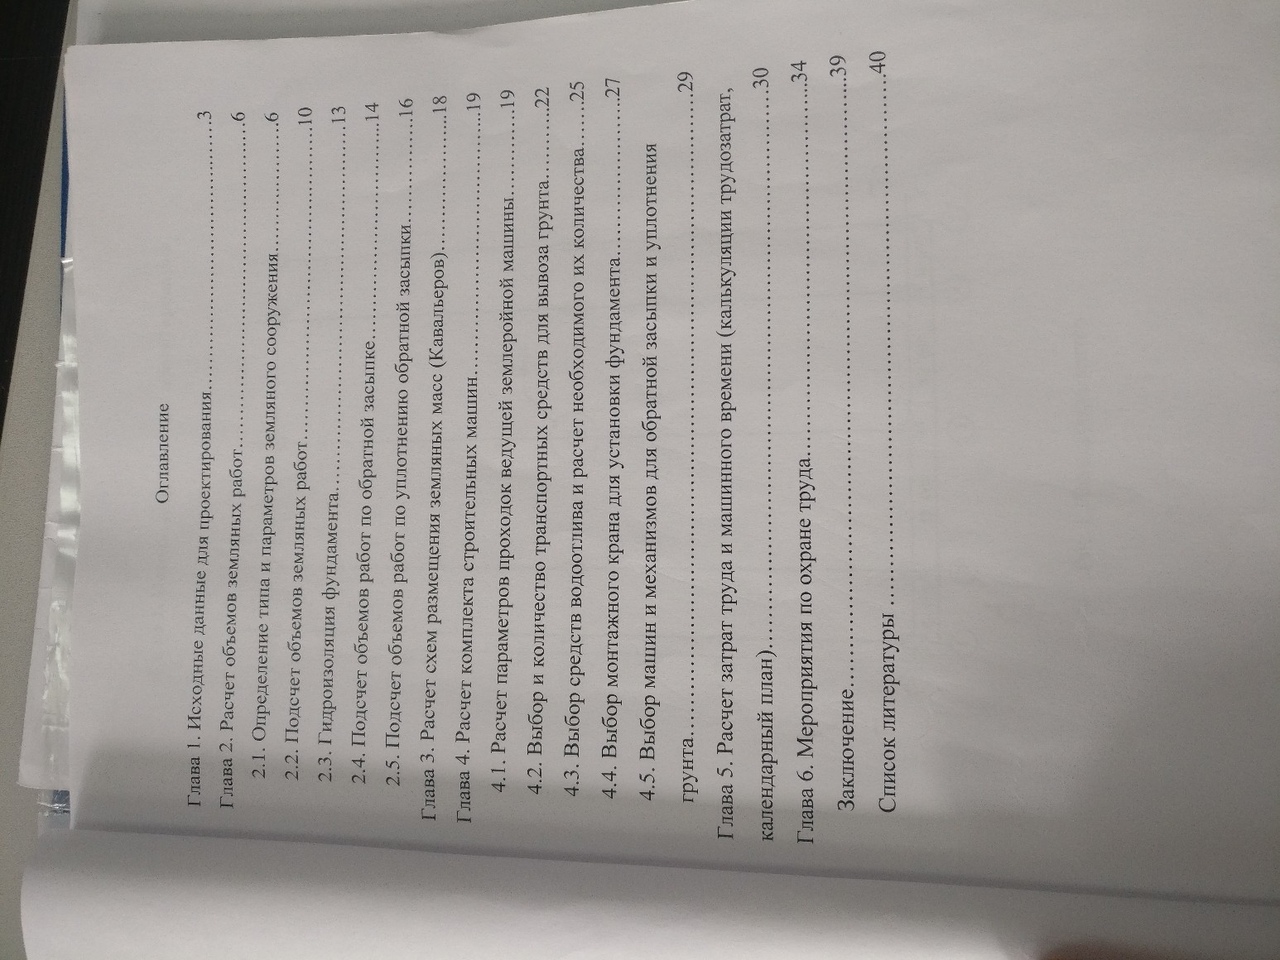 Оглавление
Глава 1. Исходные данные для проектирования……………………………3
Глава 2. Расчет объемов земляных работ……………………………………6
2.1. Определение типа и параметров земляного сооружения……………6
2.2. Подсчет объемов земляных работ……………………………………10
2.3. Гидроизоляция фундамента……………………………………………13
2.4. Подсчет объемов работ по обратной засыпке………………………14
2.5. Подсчет объемов работ по уплотнению обратной засыпки…………16
Глава 3. Расчет схем размещения земляных масс (Кавальеров)……………18
Глава 4. Расчет комплекта строительных машин……………………………19
4.1. Расчет параметров проходок ведущей землеройной машины…………19
4.2. Выбор и количество транспортных средств для вывоза грунта………22
4.3. Выбор средств водоотлива и расчет необходимого их количества……25
4.4. Выбор монтажного крана для установки фундамента…………………27
4.5. Выбор машин и механизмов для обратной засыпки и уплотнения
грунта……………………………………………………………………29
Глава 5. Расчет затрат труда и машинного времени (калькуляции трудозатрат,
календарный план)……………………………………………………………30
Глава 6. Мероприятия по охране труда………………………………………34
Заключение……………………………………………………………………39
Список литературы ……………………………………………………………40